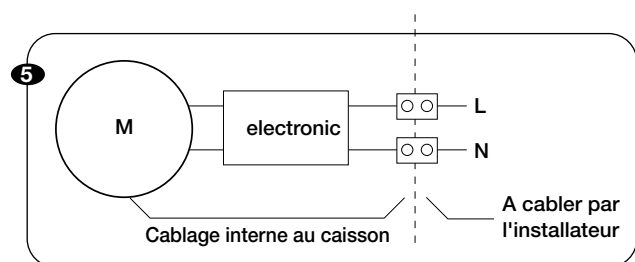 5
L
M
electronic
N
A cabler par
l'installateur
Cablage interne au caisson